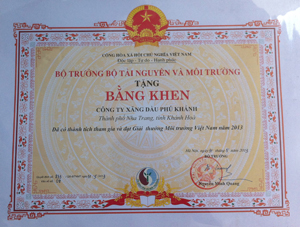 CỘNG HÒA XÃ HỘI CHỦ NGHĨA VIỆT NAM
Độc lập - Tự do - Hạnh phúc
BỘ TRƯỞNG BỘ TÀI NGUYÊN VÀ MÔI TRƯỜNG
TẶNG
BẰNG KHEN
CÔNG TY XĂNG DẦU PHÚ KHÁNH
Thành phố Nha Trang, tỉnh Khánh Hòa
Đã có thành tích tham gia và đạt Giải thưởng Môi trường Việt Nam năm 2013
Hà Nội,
BỘ TRƯỞNG
Nguyễn Minh Quang